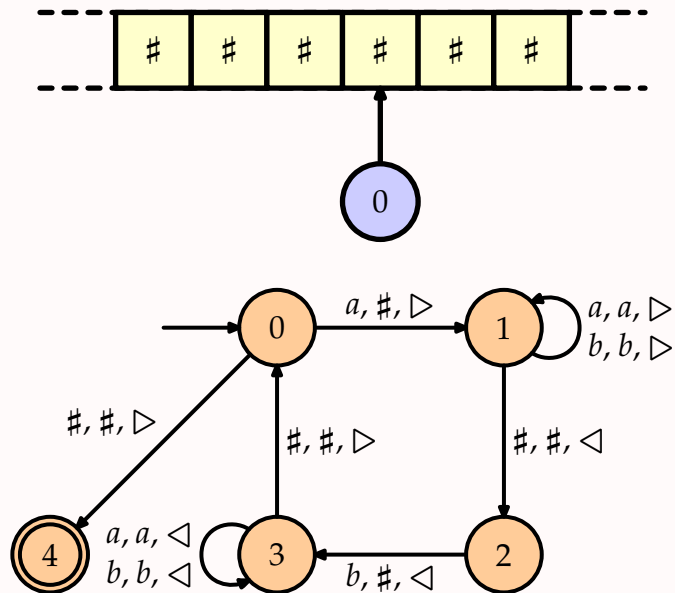 ♯ ♯ ♯ ♯ ♯ ♯
0
0
a, ♯, ▷
1
a, a, ▷
b, b, ▷
♯, ♯, ▷
♯, ♯, ▷
♯, ♯, ◁
4
a, a, ◁
b, b, ◁
3
b, ♯, ◁
2